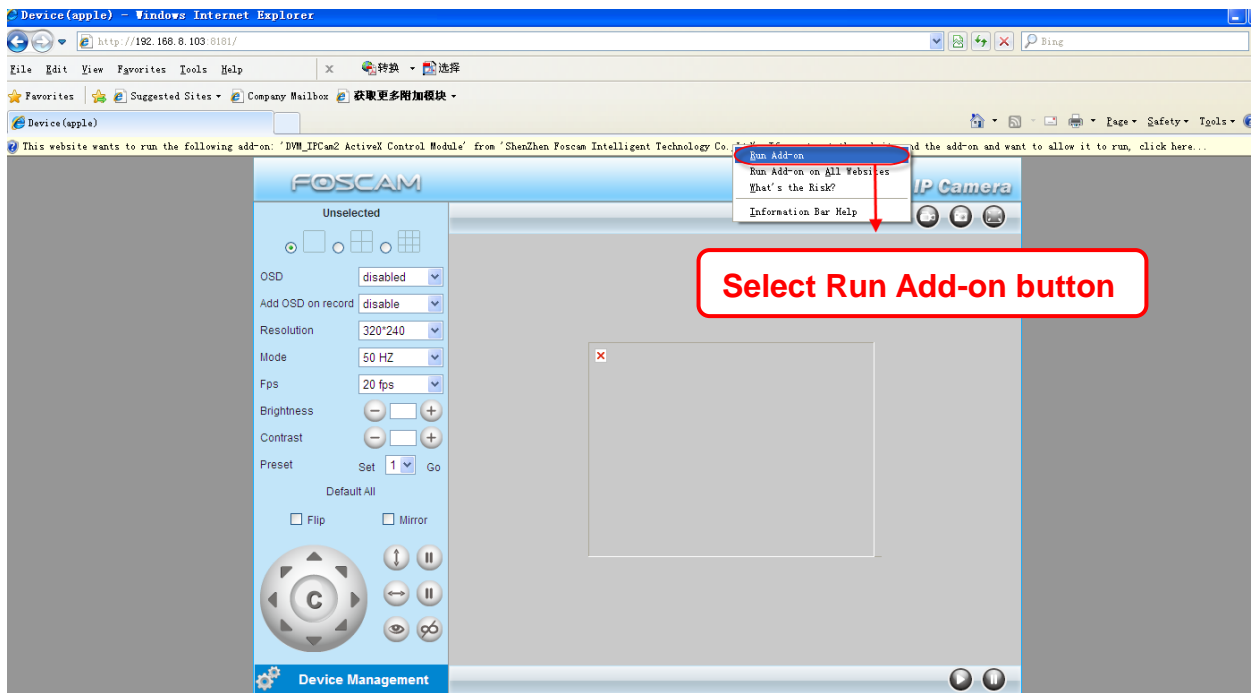 Device(apple) - Windows Internet Explorer
http://192.168.8.103:8181/
Bing
File Edit View Favorites Tools Help x 转换 选择
Favorites Suggested Sites Company Mailbox 获取更多附加模块
Device(apple)
Page Safety Tools
This website wants to run the following add-on: 'DVM_IPCam2 ActiveX Control Module' from 'ShenZhen Foscam Intelligent Technology Co. and the add-on and want to allow it to run, click here...
Run Add-on
Run Add-on on All Websites
What's the Risk?
Information Bar Help
FOSCAM
IP Camera
Unselected
Select Run Add-on button
OSD disabled
Add OSD on record disable
Resolution 320*240
Mode 50 HZ
Fps 20 fps
Brightness
Contrast
Preset Set 1 Go
Default All
Flip Mirror
C
Device Management